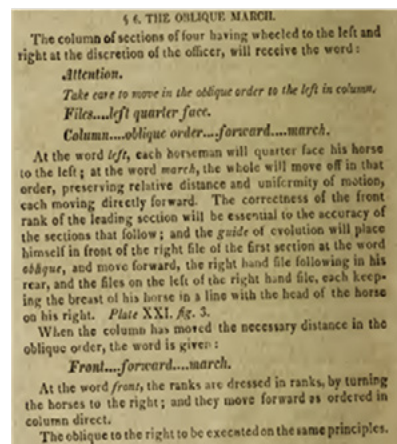 § 6. THE OBLIQUE MARCH.
The column of sections of four having wheeled to the left and
right at the discretion of the officer, will receive the word:
Attention.
Take care to move in the oblique order to the left in column.
Files....left quarter face.
Column....oblique order....forward....march.
At the word left, each horseman will quarter face his horse
to the left; at the word march, the whole will move off in that
order, preserving relative distance and uniformity of motion,
each moving directly forward. The correctness of the front
rank of the leading section will be essential to the accuracy of
the sections that follow; and the guide of evolution will place
himself in front of the right file of the first section at the word
oblique, and move forward, the right hand file following in his
rear, and the files on the left of the right hand file, each keep-
ing the breast of his horse in a line with the head of the horse
on his right. Plate XXI. fig. 3.
When the column has moved the necessary distance in the
oblique order, the word is given:
Front....forward....march.
At the word front, the ranks are dressed in ranks, by turning
the horses to the right; and they move forward as ordered in
column direct.
The oblique to the right to be executed on the same principles.